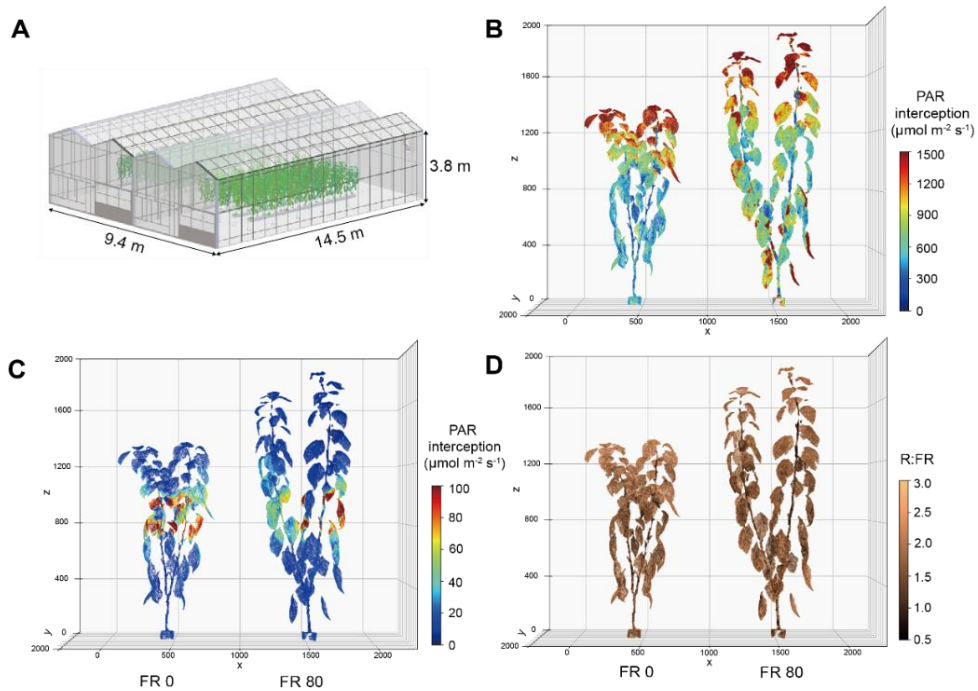 A
3.8 m
9.4 m
14.5 m
B
2000
1600
1200
z
800
400
y
0
2000
0
500
1000
1500
2000
x
PAR
interception
(μmol m⁻² s⁻¹)
1500
1200
900
600
300
0
C
2000
1600
1200
z
800
400
y
0
2000
0
500
1000
1500
2000
x
FR 0
FR 80
PAR
interception
(μmol m⁻² s⁻¹)
100
80
60
40
20
0
D
2000
1600
1200
z
800
400
y
0
2000
0
500
1000
1500
2000
x
FR 0
FR 80
R:FR
3.0
2.5
2.0
1.5
1.0
0.5